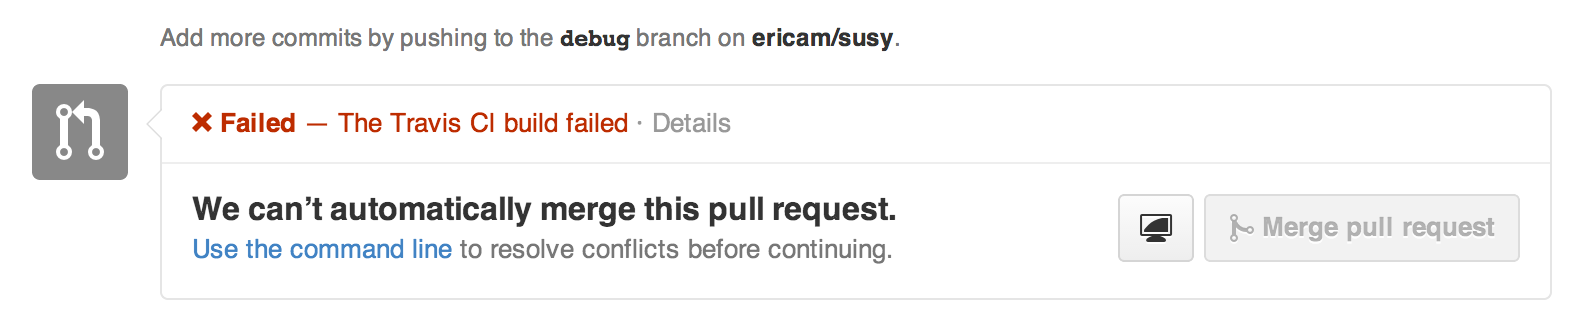 Add more commits by pushing to the debug branch on ericam/susy.
Failed — The Travis CI build failed · Details
We can’t automatically merge this pull request.
Use the command line to resolve conflicts before continuing.
Merge pull request